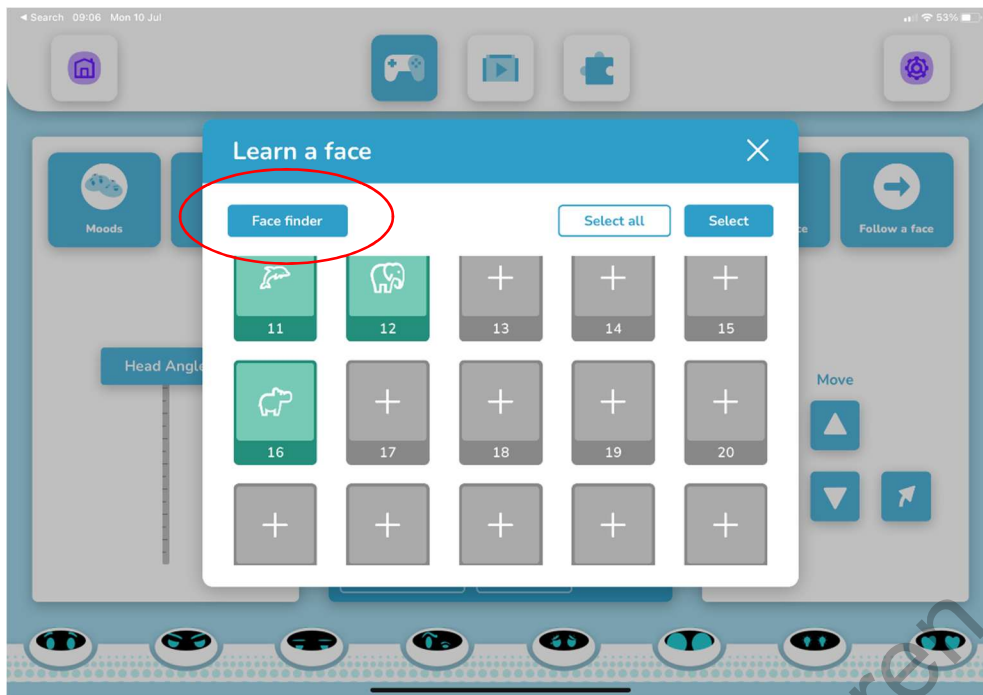 ◄ Search 09:06 Mon 10 Jul
53%
Learn a face
Moods
Face finder
Select all
Select
ce
Follow a face
11
12
13
14
15
Head Angle
Move
16
17
18
19
20